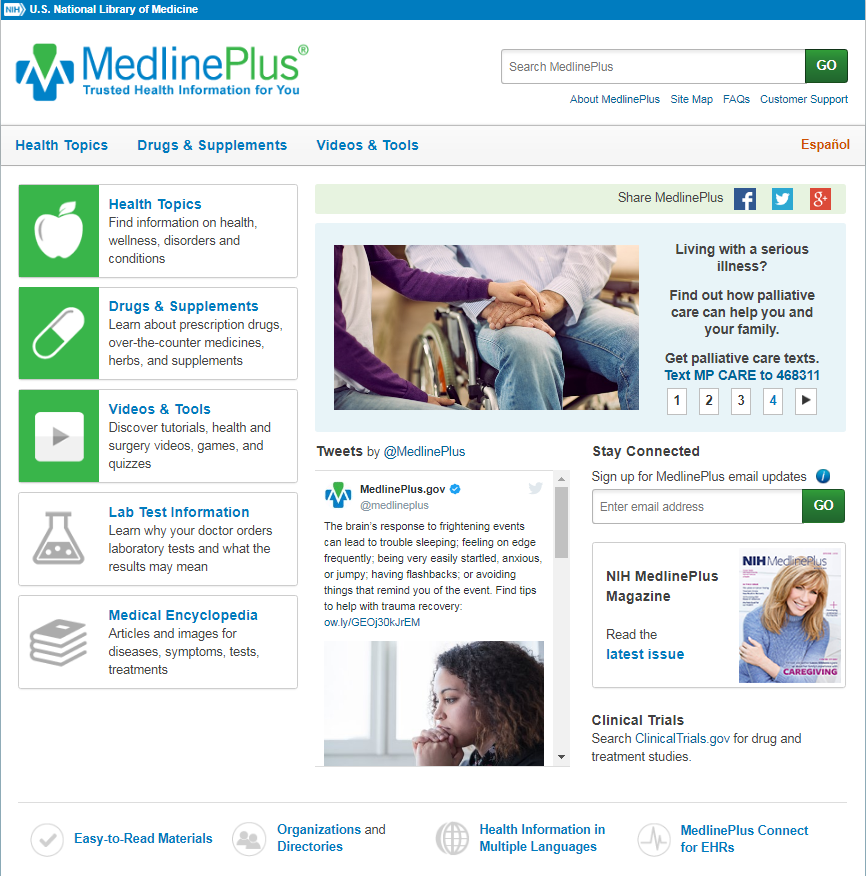 NIH U.S. National Library of Medicine
MedlinePlus®
Trusted Health Information for You
Search MedlinePlus
GO
About MedlinePlus Site Map FAQs Customer Support
Health Topics Drugs & Supplements Videos & Tools Español
Health Topics
Find information on health,
wellness, disorders and
conditions
Drugs & Supplements
Learn about prescription drugs,
over-the-counter medicines,
herbs, and supplements
Videos & Tools
Discover tutorials, health and
surgery videos, games, and
quizzes
Lab Test Information
Learn why your doctor orders
laboratory tests and what the
results may mean
Medical Encyclopedia
Articles and images for
diseases, symptoms, tests,
treatments
Share MedlinePlus
Living with a serious
illness?
Find out how palliative
care can help you and
your family.
Get palliative care texts.
Text MP CARE to 468311
1 2 3 4
Tweets by @MedlinePlus
MedlinePlus.gov
@medlineplus
The brain's response to frightening events
can lead to trouble sleeping; feeling on edge
frequently; being very easily startled, anxious,
or jumpy; having flashbacks; or avoiding
things that remind you of the event. Find tips
to help with trauma recovery:
ow.ly/GEOj30kJrEM
Stay Connected
Sign up for MedlinePlus email updates
Enter email address
GO
NIH MedlinePlus
Magazine
Read the
latest issue
NIH MedlinePlus
CAREGIVING
Clinical Trials
Search ClinicalTrials.gov for drug and
treatment studies.
Easy-to-Read Materials
Organizations and
Directories
Health Information in
Multiple Languages
MedlinePlus Connect
for EHRs